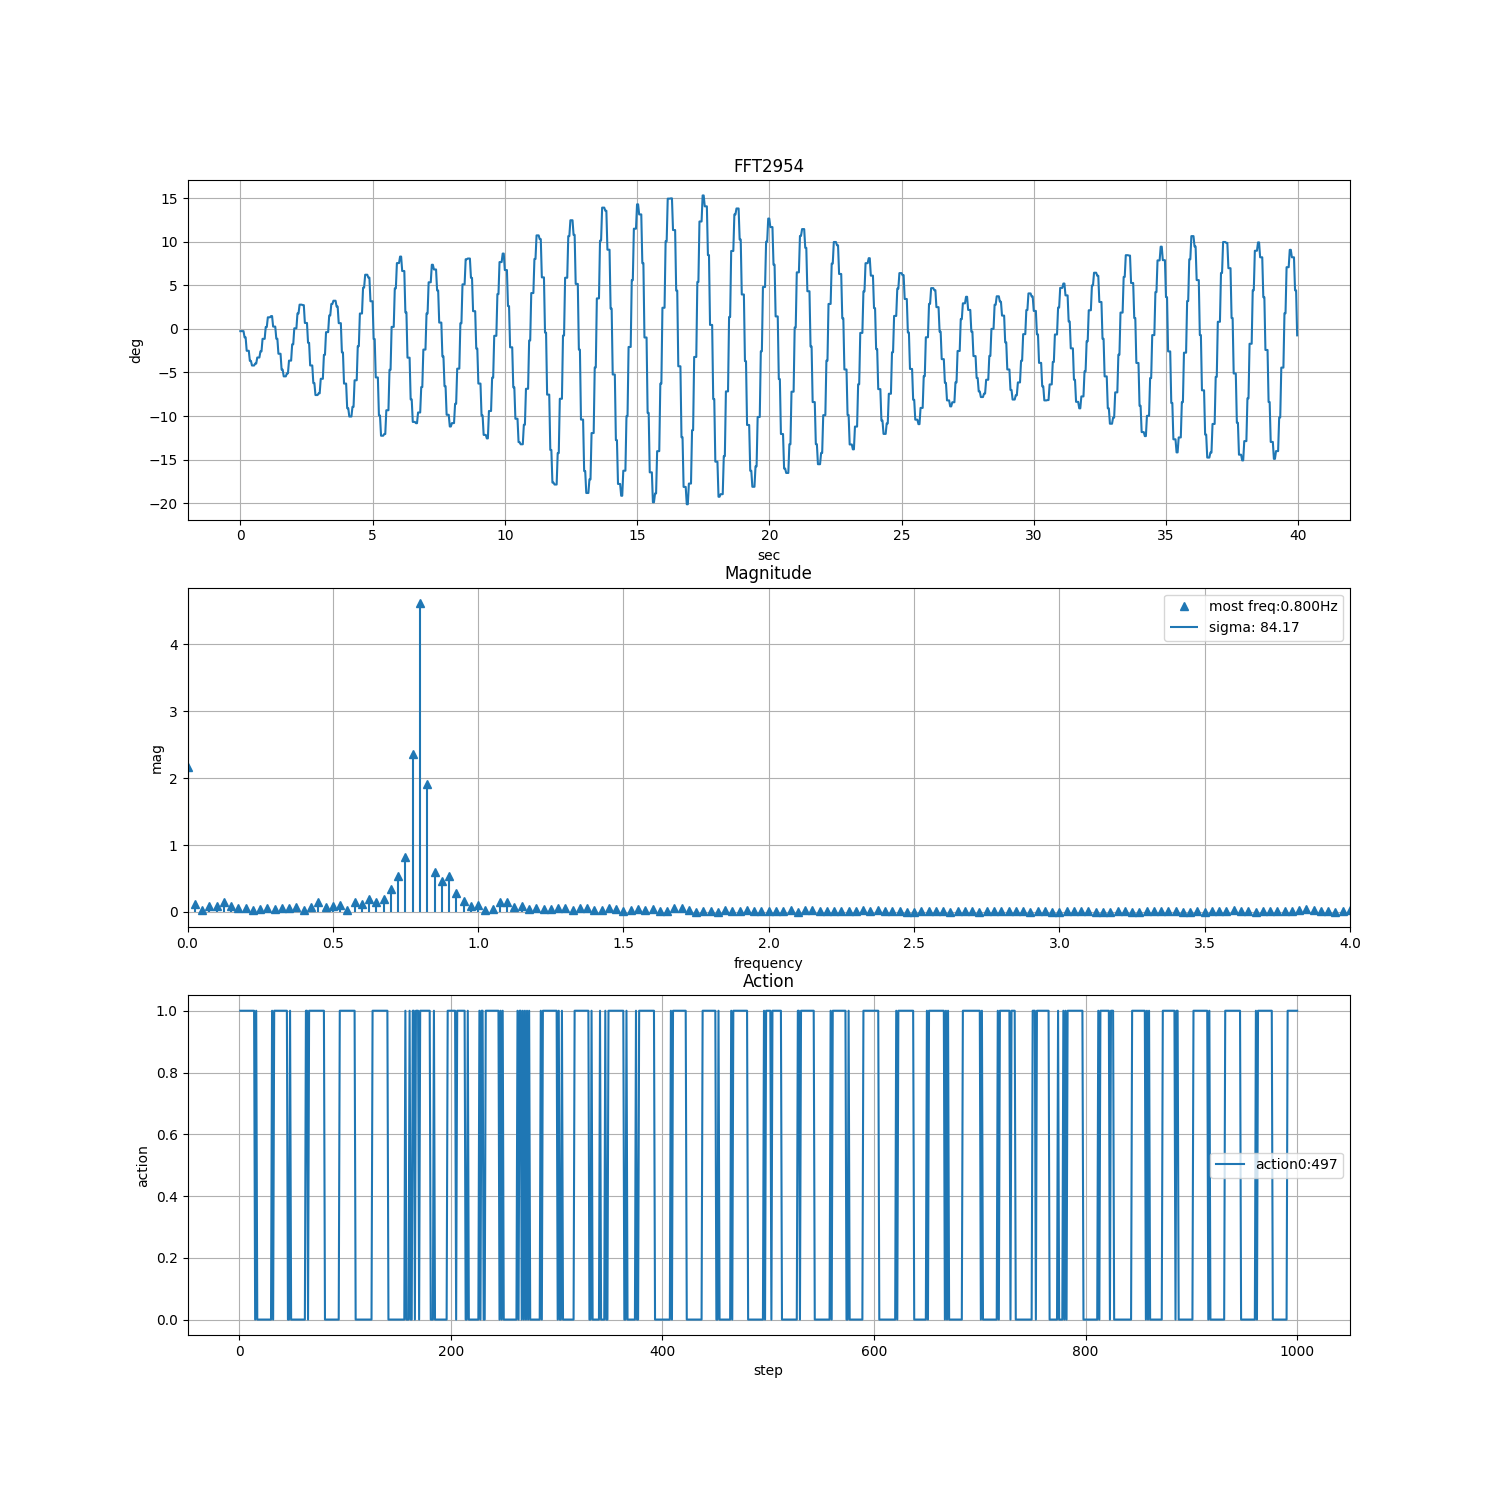 FFT2954
15
10
5
0
−5
−10
−15
−20
deg
0 5 10 15 20 25 30 35 40
sec
Magnitude
most freq:0.800Hz
sigma: 84.17
4
3
2
1
0
mag
0.0 0.5 1.0 1.5 2.0 2.5 3.0 3.5 4.0
frequency
Action
1.0
0.8
0.6
0.4
0.2
0.0
action
action0:497
0 200 400 600 800 1000
step